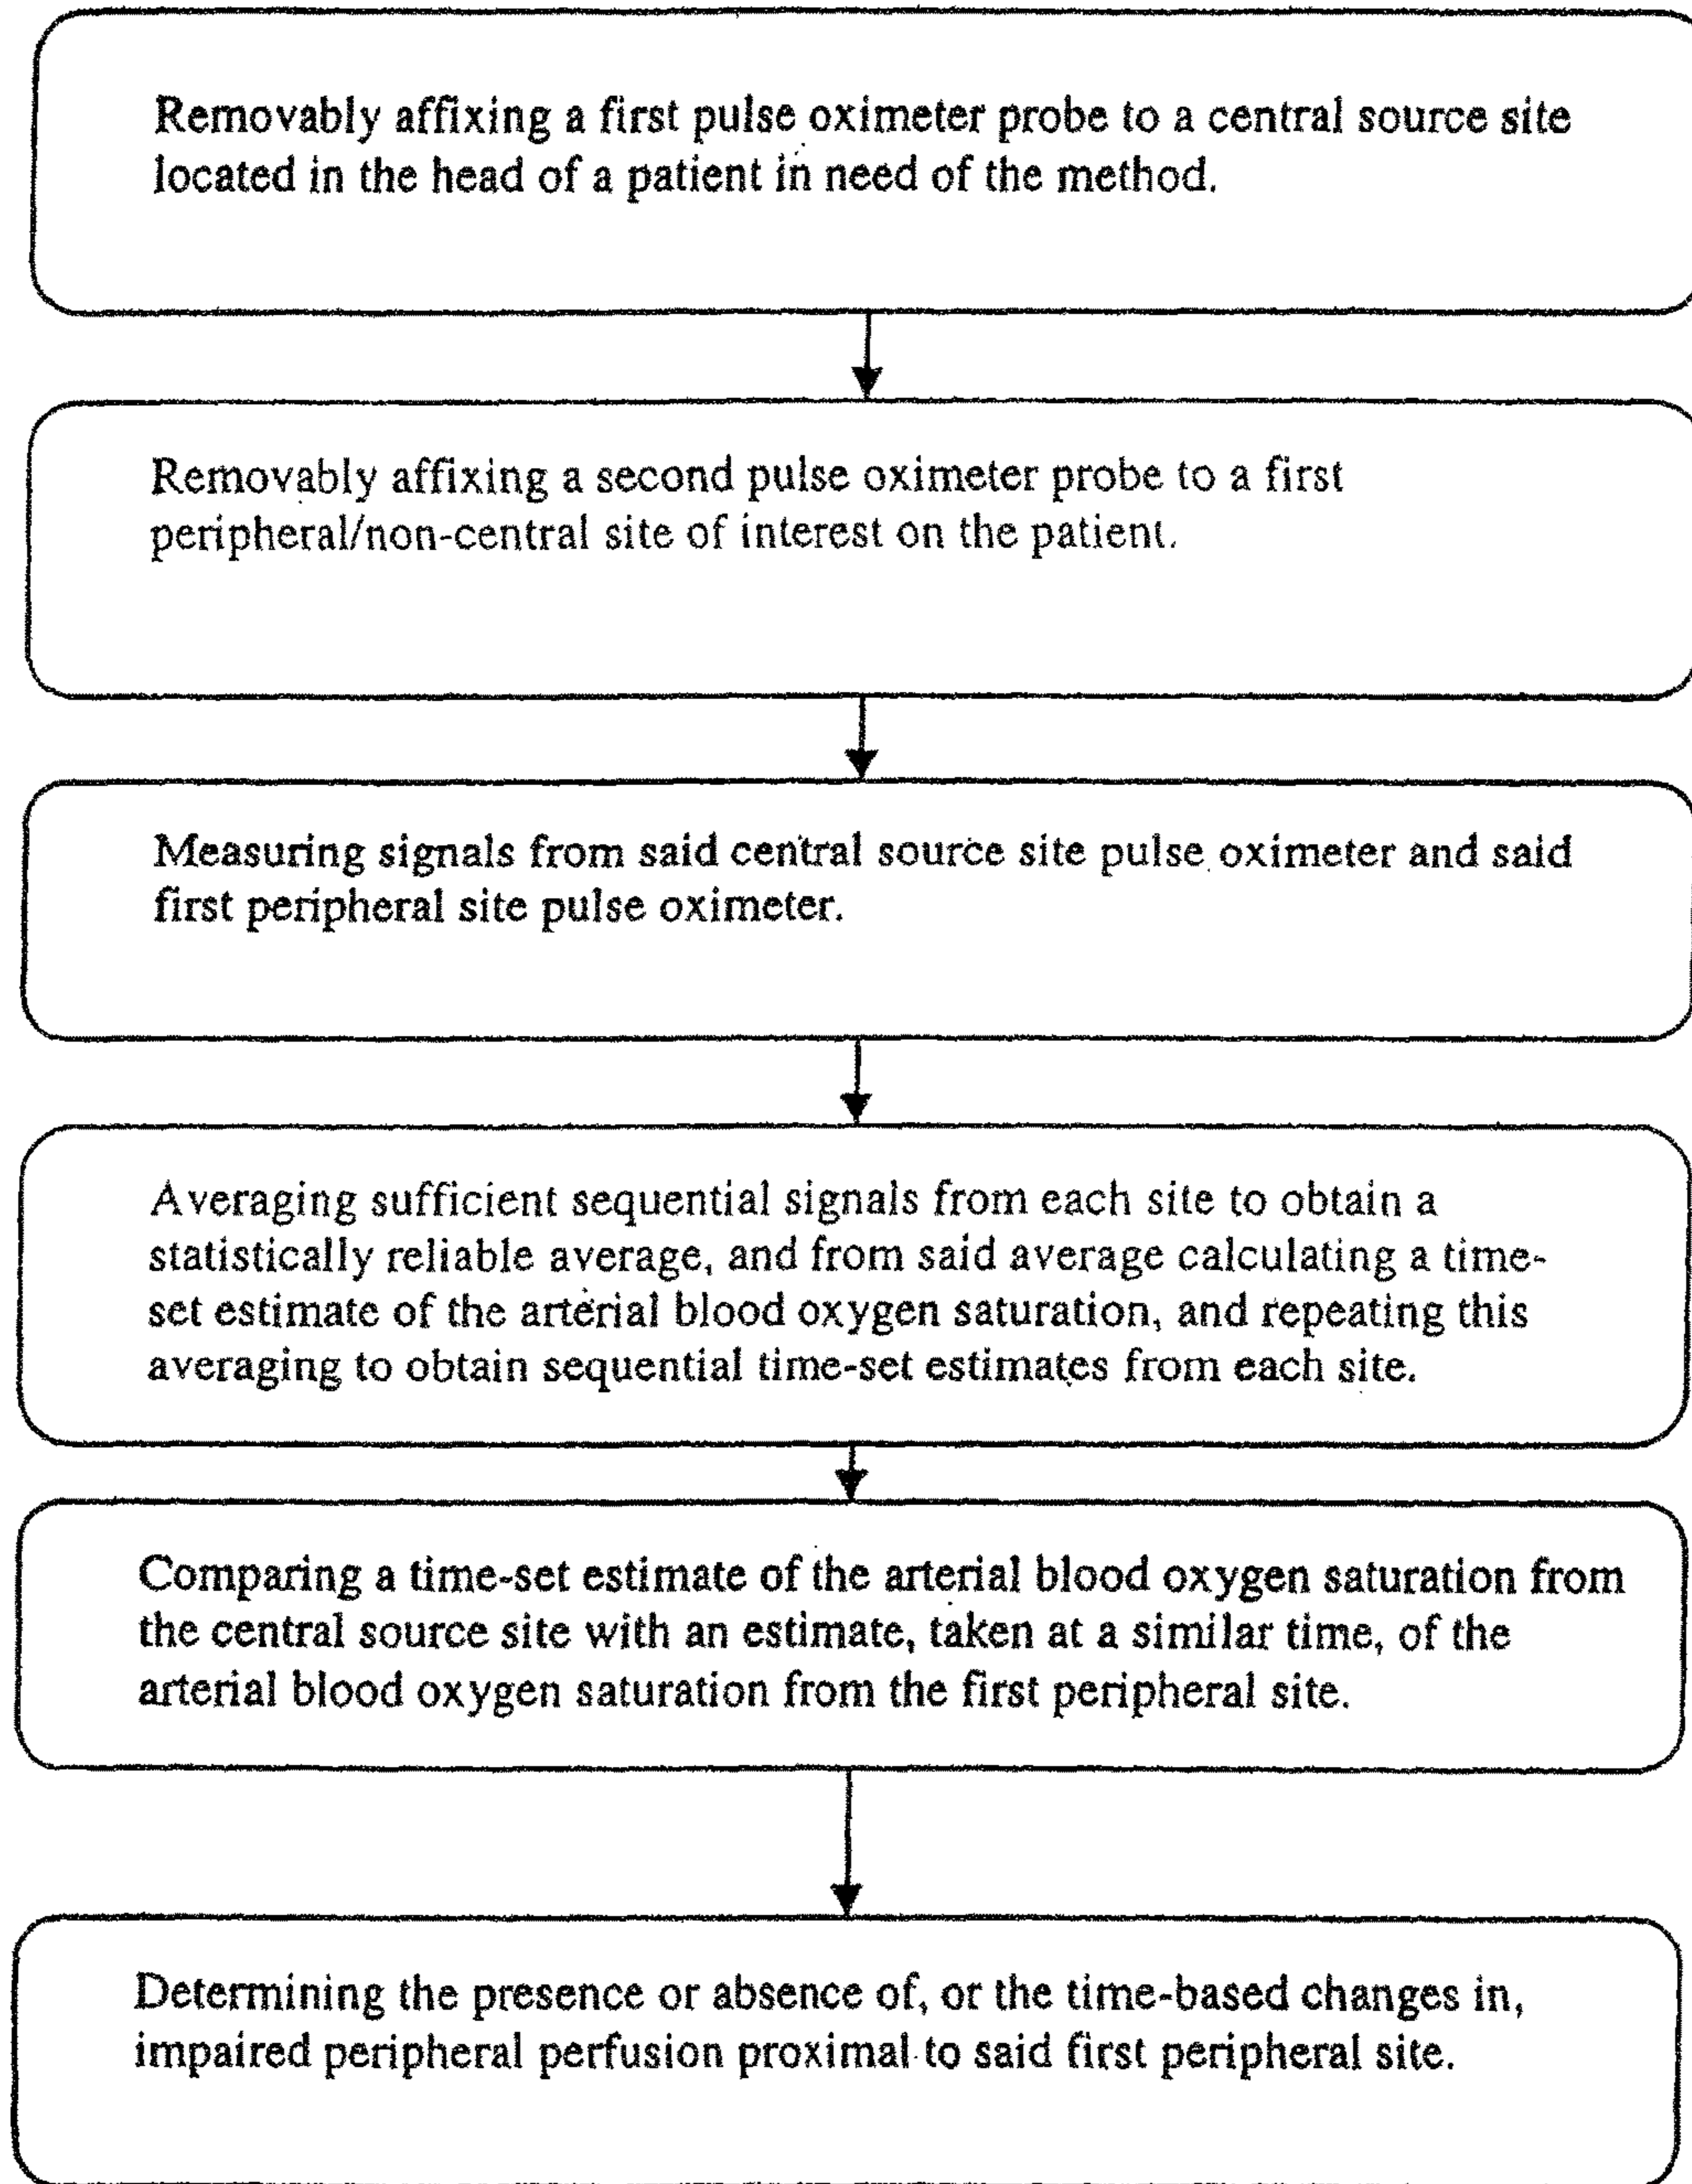 Removably affixing a first pulse oximeter probe to a central source site
located in the head of a patient in need of the method.
Removably affixing a second pulse oximeter probe to a first
peripheral/non-central site of interest on the patient.
Measuring signals from said central source site pulse oximeter and said
first peripheral site pulse oximeter.
Averaging sufficient sequential signals from each site to obtain a
statistically reliable average, and from said average calculating a time-
set estimate of the arterial blood oxygen saturation, and repeating this
averaging to obtain sequential time-set estimates from each site.
Comparing a time-set estimate of the arterial blood oxygen saturation from
the central source site with an estimate, taken at a similar time, of the
arterial blood oxygen saturation from the first peripheral site.
Determining the presence or absence of, or the time-based changes in,
impaired peripheral perfusion proximal to said first peripheral site.